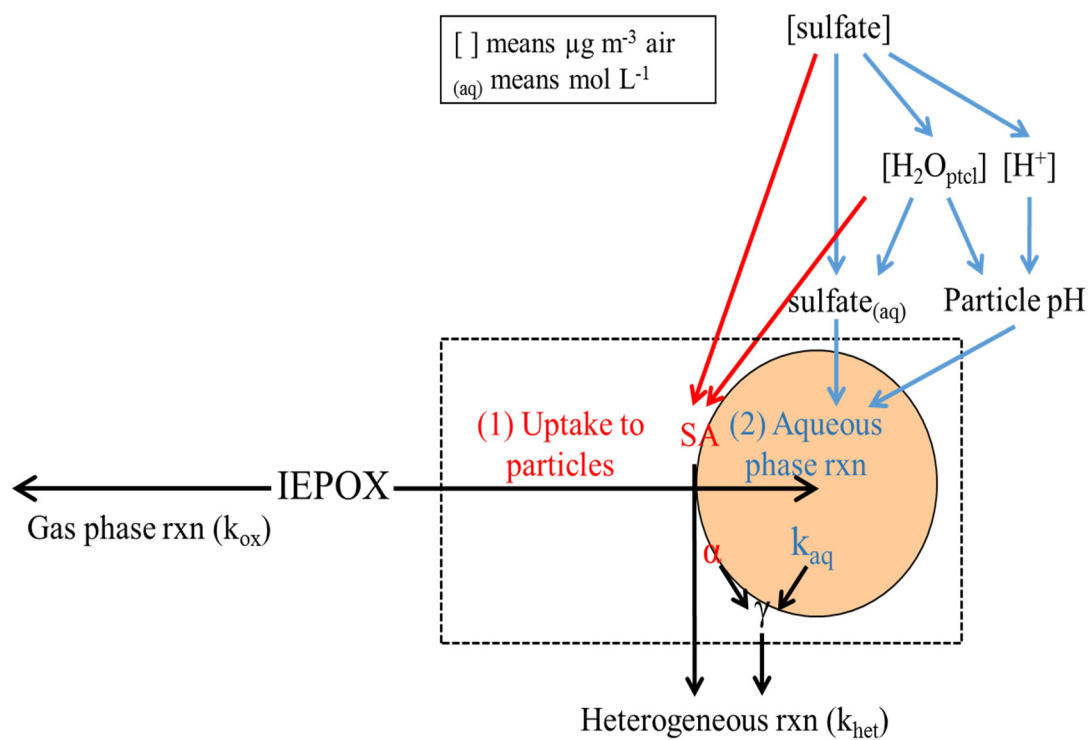 [ ] means µg m-3 air
(aq) means mol L-1
[sulfate]
[H2Optcl] [H+]
sulfate(aq)
Particle pH
(1) Uptake to
particles
SA
(2) Aqueous
phase rxn
IEPOX
Gas phase rxn (kox)
α
kaq
γ
Heterogeneous rxn (khet)